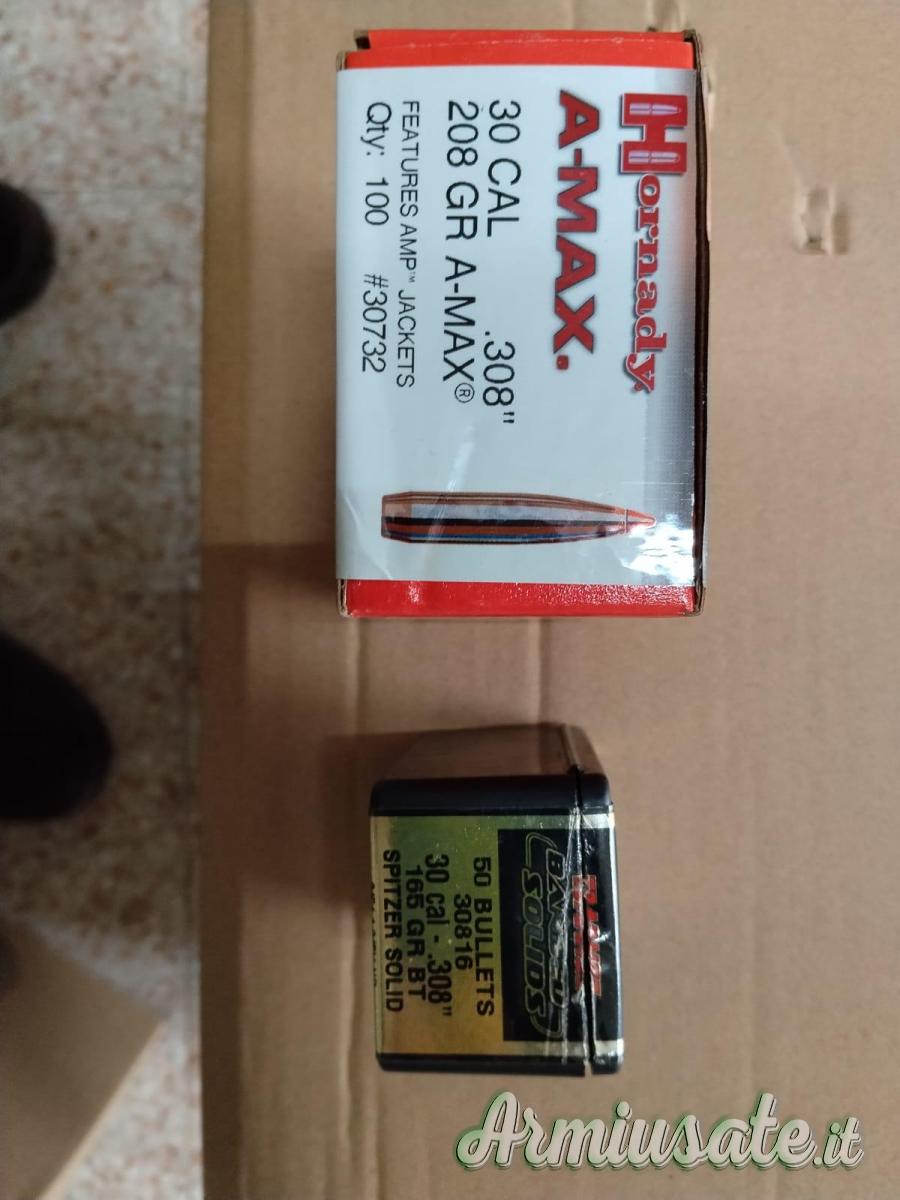 Hornady
A-MAX.
30 CAL .308"
208 GR A-MAX®
FEATURES AMP™ JACKETS
Qty: 100 #30732
BANDED
SOLIDS
50 BULLETS
30816
30 cal - .308"
165 GR BT
SPITZER SOLID
Armiusate.it